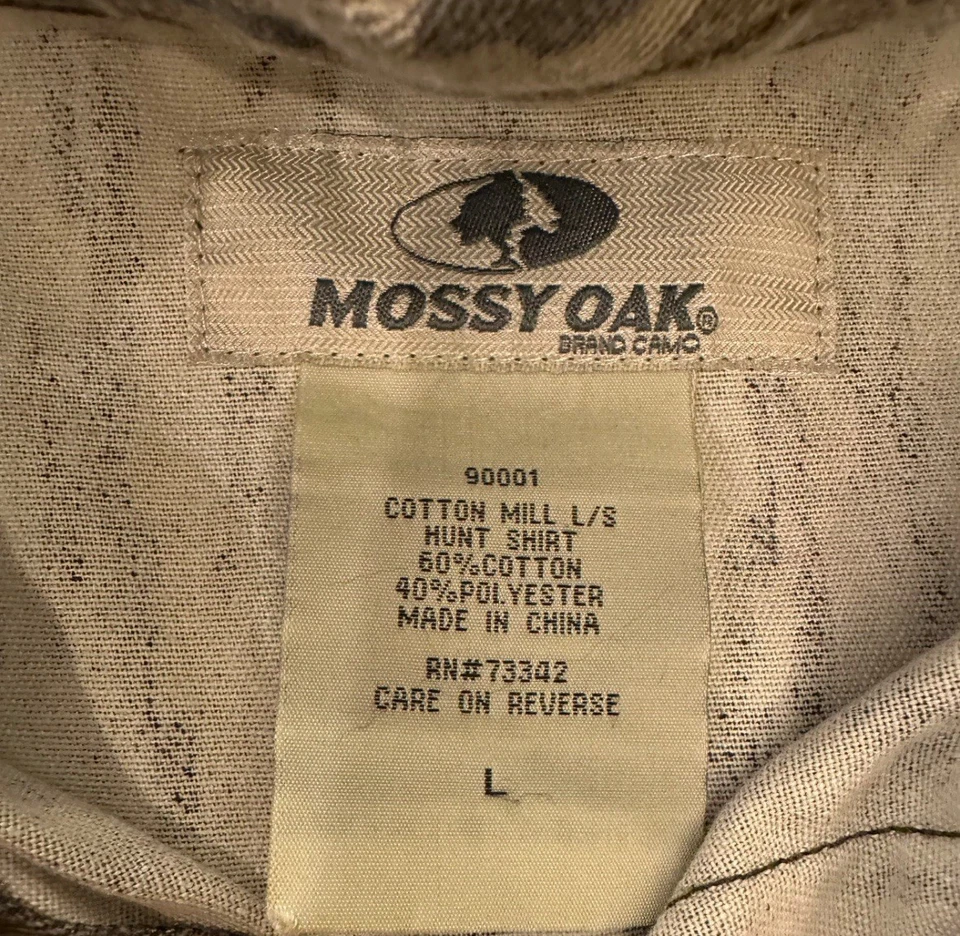 MOSSY OAK®
BRAND CAMO
90001
COTTON MILL L/S
HUNT SHIRT
60%COTTON
40%POLYESTER
MADE IN CHINA
RN#73342
CARE ON REVERSE
L